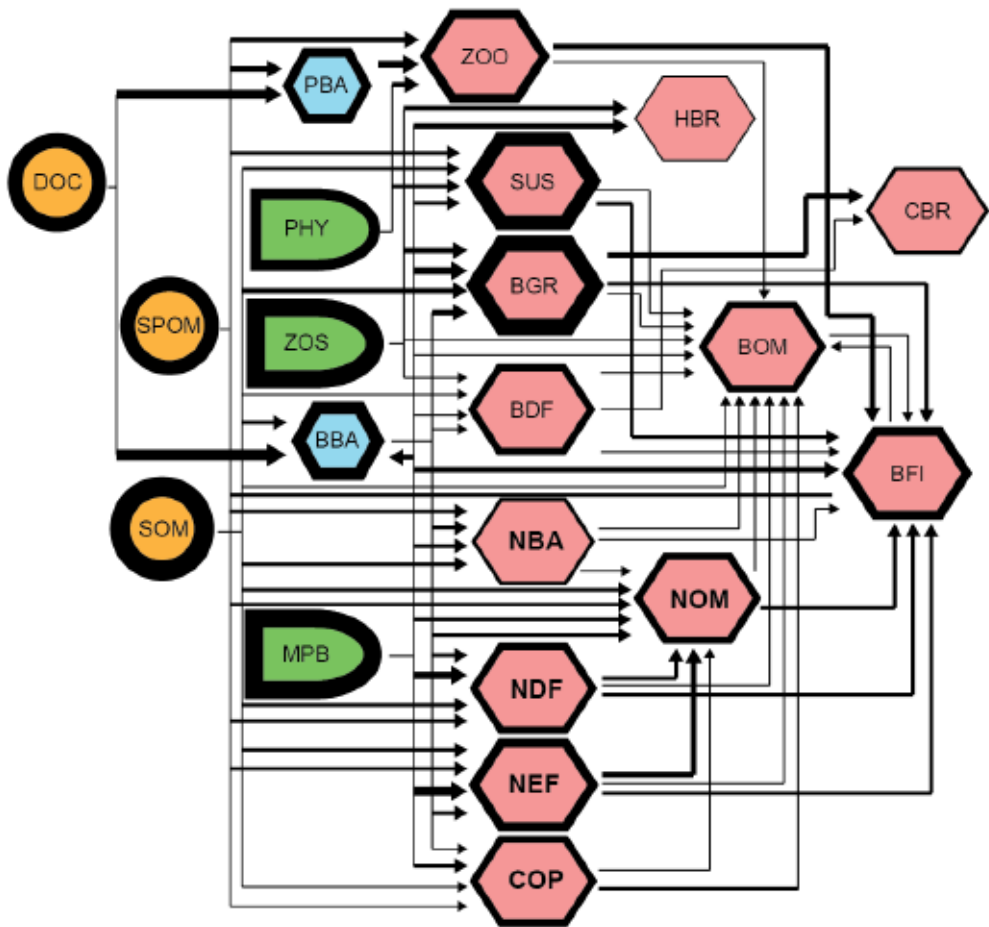 ZOO
PBA
HBR
DOC
SUS
CBR
PHY
BGR
SPOM
ZOS
BOM
BDF
BBA
BFI
SOM
NBA
NOM
MPB
NDF
NEF
COP